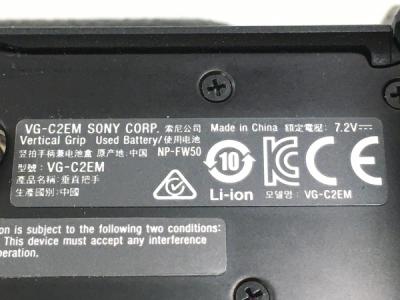 VG-C2EM SONY CORP. 索尼公司 Made in China 額定電壓: 7.2V
Vertical Grip Used Battery/使用电池
竖拍手柄兼电池盒 原产地: 中国 NP-FW50
型號: VG-C2EM
產品名稱: 垂直把手
生產國別: 中國
10
Li-ion
모델명: VG-C2EM
on is subject to the following two conditions:
This device must accept any interference
operation.